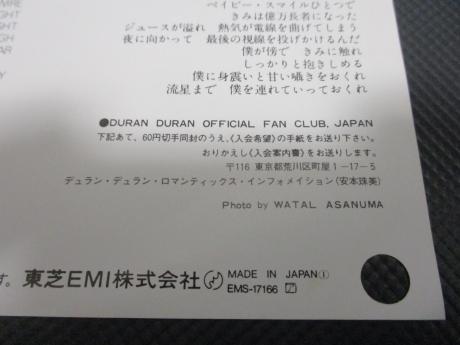 WIRE
GHT
GHT
GH
AR
Y
ベイビー・スマイルひとつで
きみは億万長者になった
ジュースが溢れ 熱気が電線を曲げてしまう
夜に向かって 最後の視線を投げかけるんだ
僕が傍で きみに触れ
しっかりと抱きしめる
僕に身震いと甘い囁きをおくれ
流星まで 僕を連れていっておくれ
●DURAN DURAN OFFICIAL FAN CLUB, JAPAN
下記あて、60円切手同封のうえ、〈入会希望〉の手紙をお送り下さい。
おりかえし〈入会案内書〉をお送りします。
〒116 東京都荒川区町屋1-17-5
デュラン・デュラン・ロマンティックス・インフォメイション(安本珠美)
Photo by WATAL ASANUMA
す。東芝EMI株式会社 MADE IN JAPAN①
EMS-17166